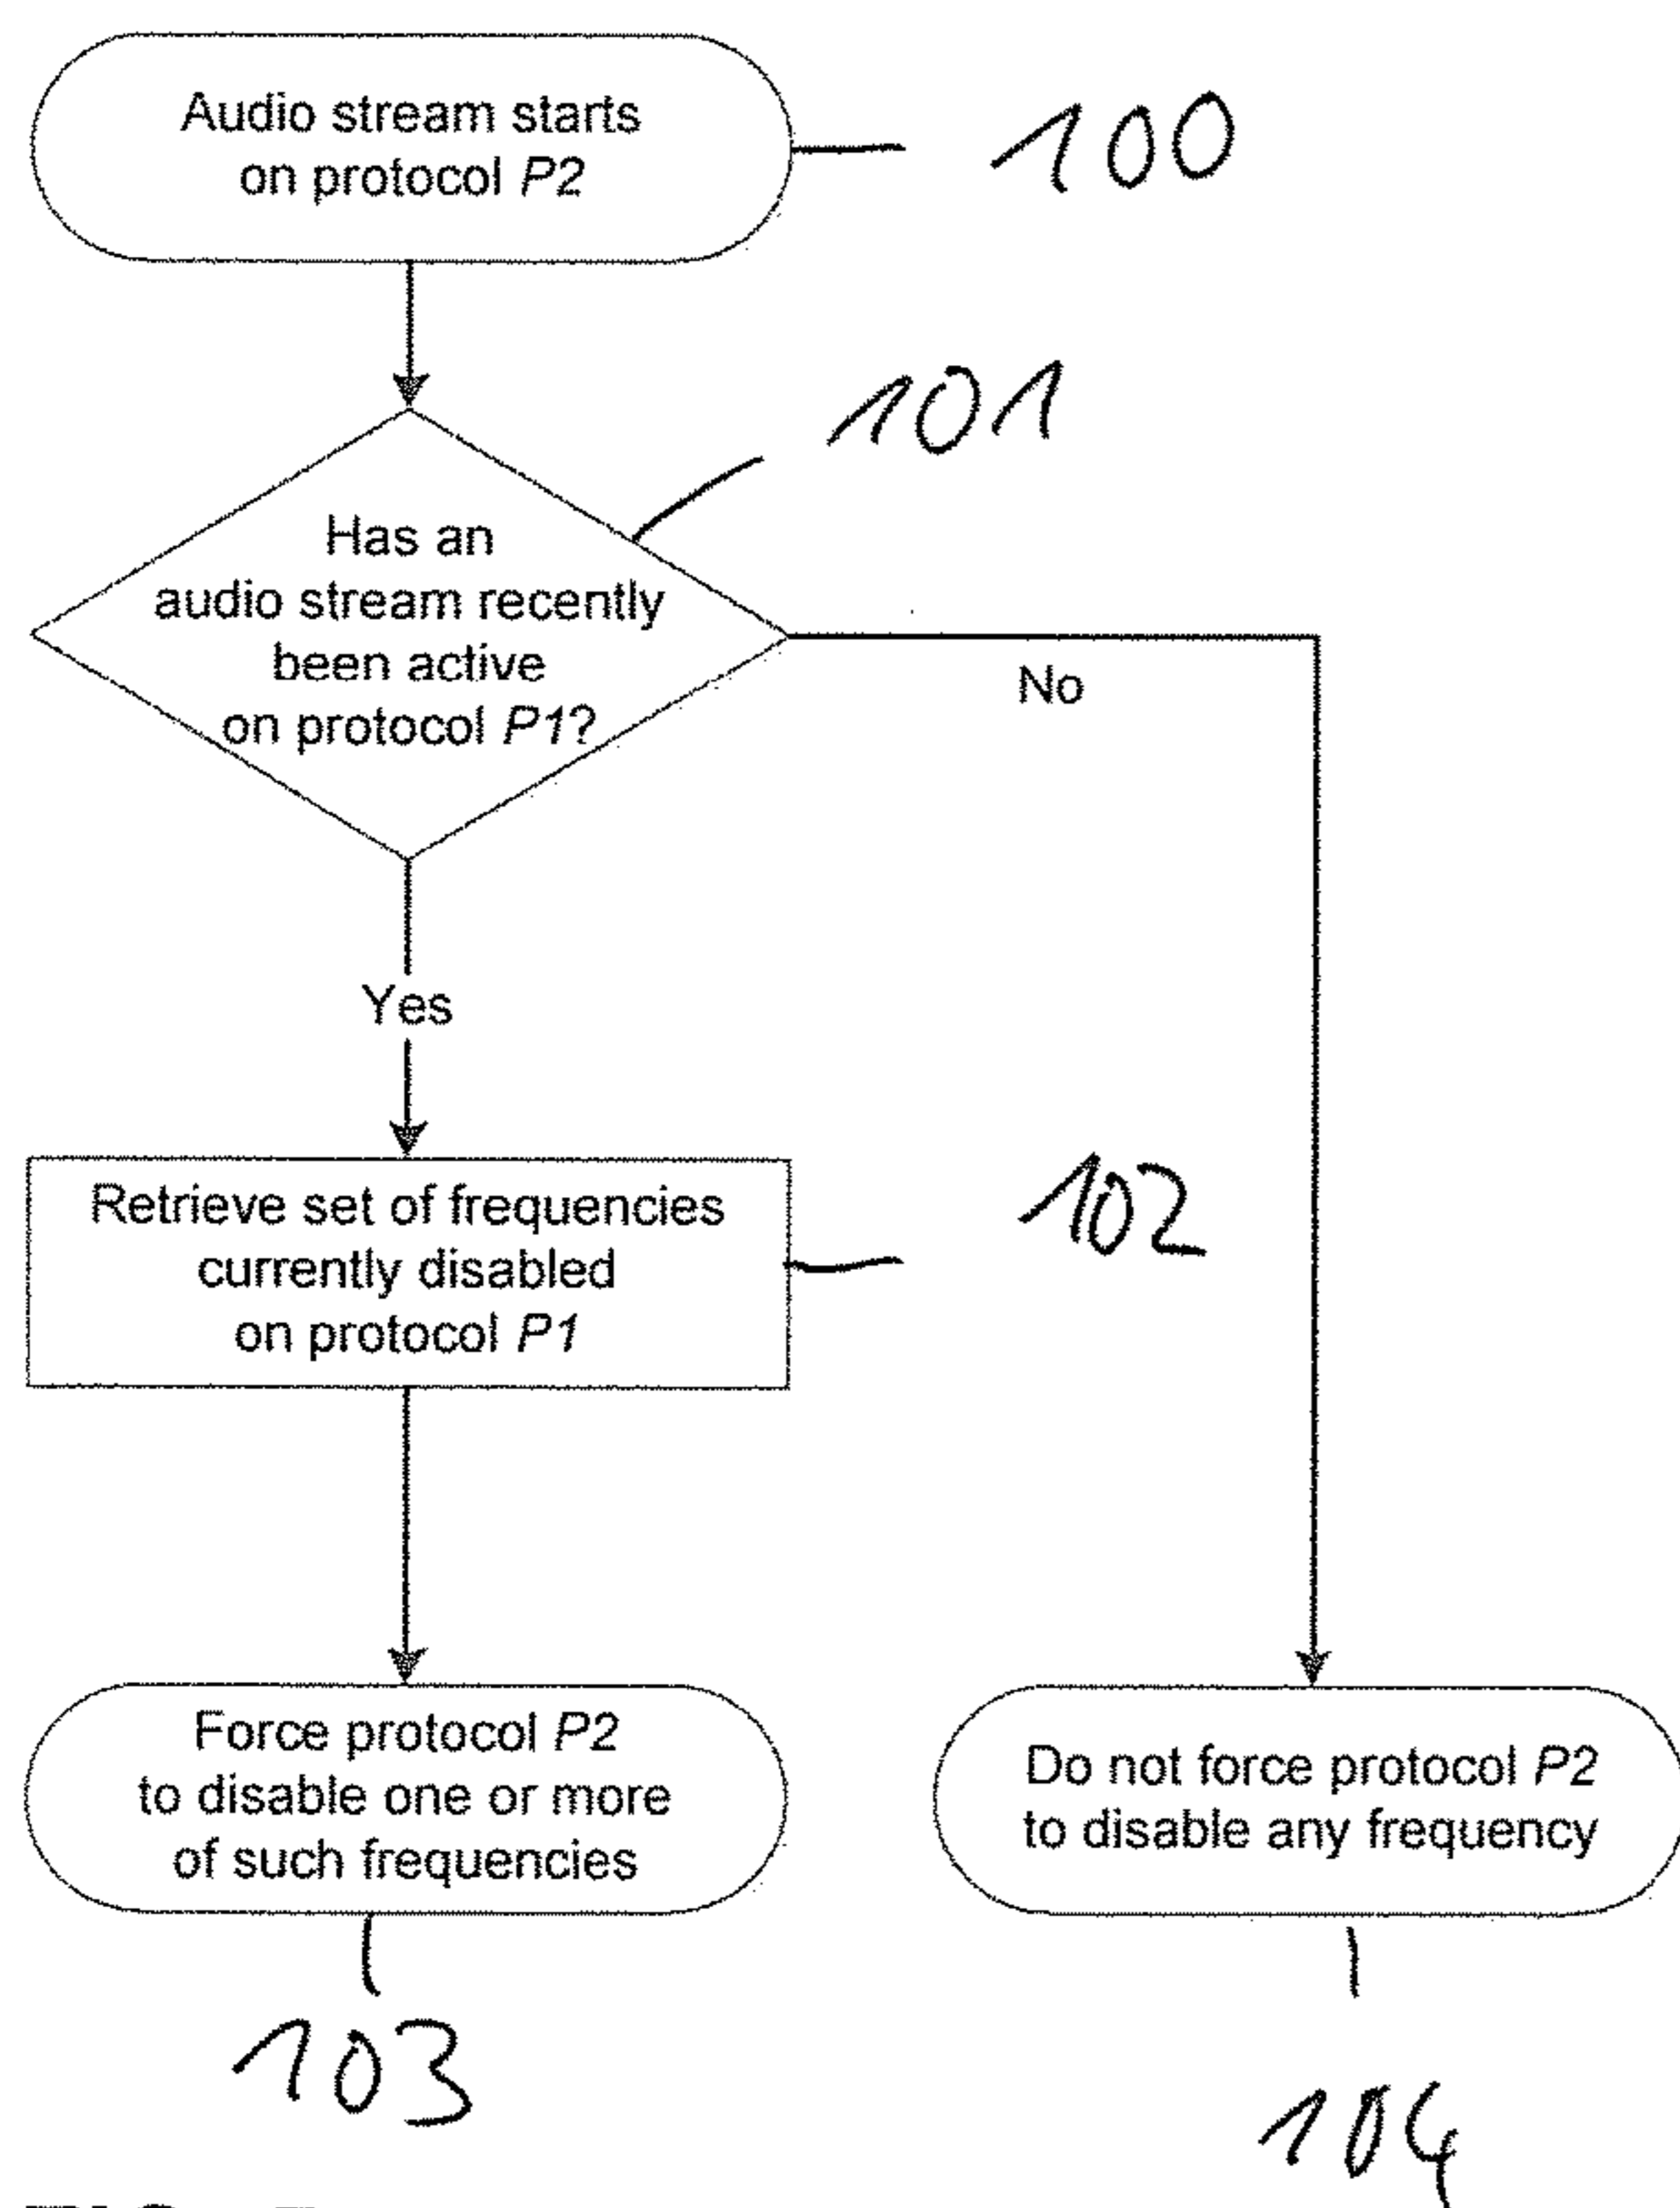 Audio stream starts
on protocol P2
100
101
Has an
audio stream recently
been active
on protocol P1?
No
Yes
Retrieve set of frequencies
currently disabled
on protocol P1
102
Force protocol P2
to disable one or more
of such frequencies
Do not force protocol P2
to disable any frequency
103
104